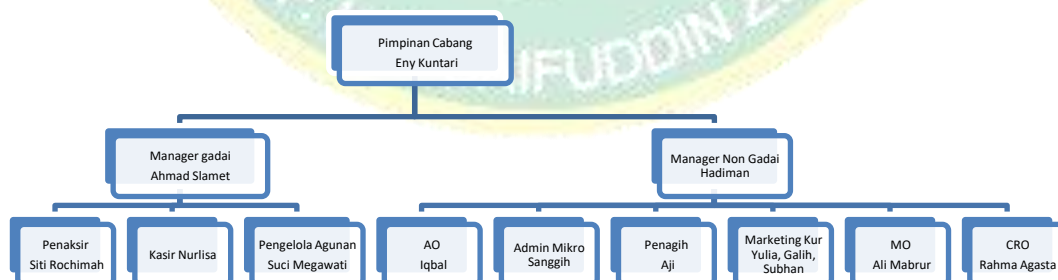 IFUDDIN
Pimpinan Cabang
Eny Kuntari
Manager gadai
Ahmad Slamet
Manager Non Gadai
Hadiman
Penaksir
Siti Rochimah
Kasir Nurlisa
Pengelola Agunan
Suci Megawati
AO
Iqbal
Admin Mikro
Sanggih
Penagih
Aji
Marketing Kur
Yulia, Galih,
Subhan
MO
Ali Mabrur
CRO
Rahma Agasta